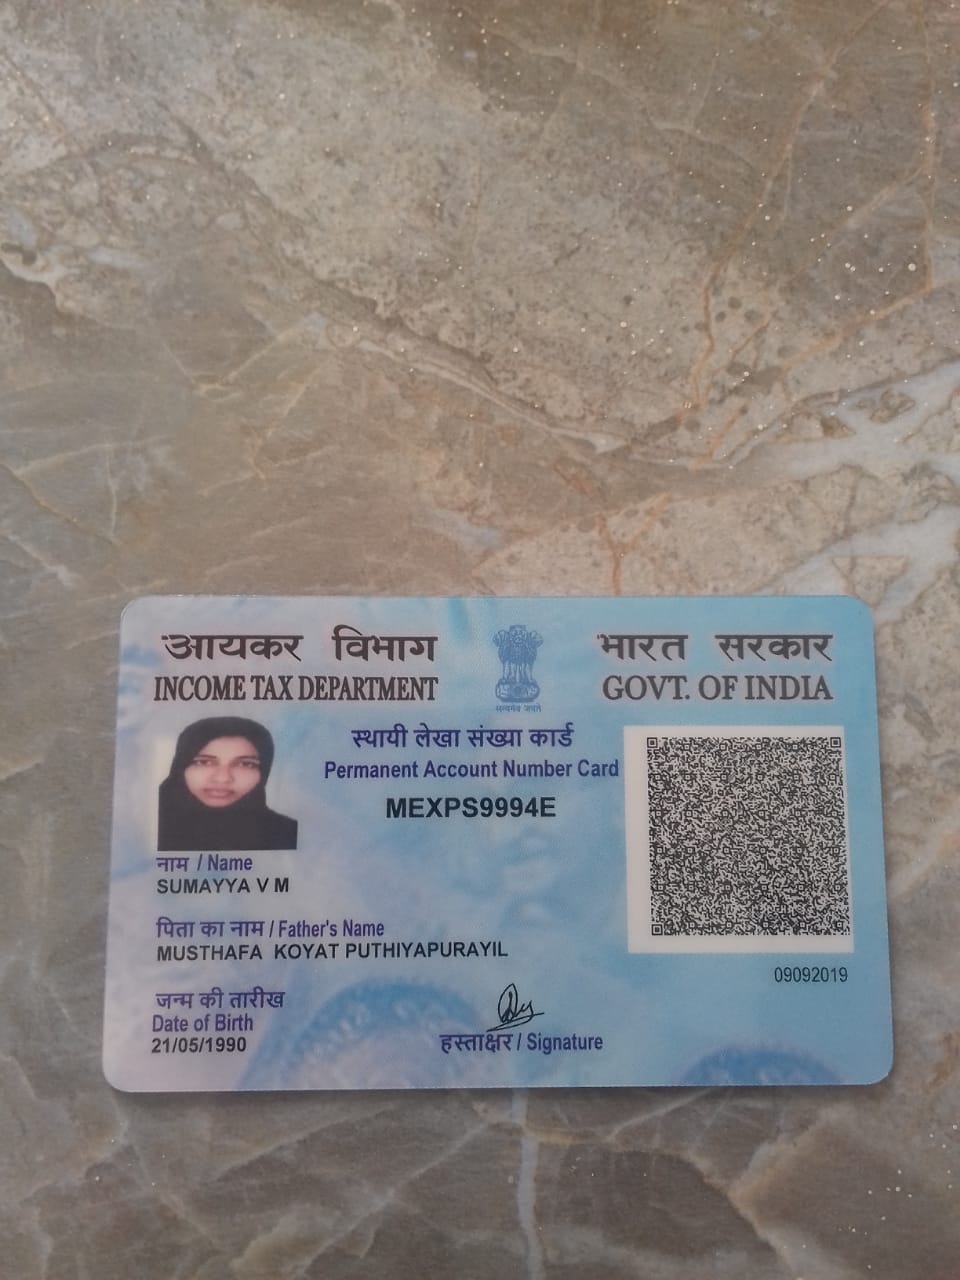 आयकर विभाग
INCOME TAX DEPARTMENT
सत्यमेव जयते
भारत सरकार
GOVT. OF INDIA
स्थायी लेखा संख्या कार्ड
Permanent Account Number Card
MEXPS9994E
नाम / Name
SUMAYYA V M
पिता का नाम / Father's Name
MUSTHAFA KOYAT PUTHIYAPURAYIL
09092019
जन्म की तारीख
Date of Birth
21/05/1990
हस्ताक्षर / Signature